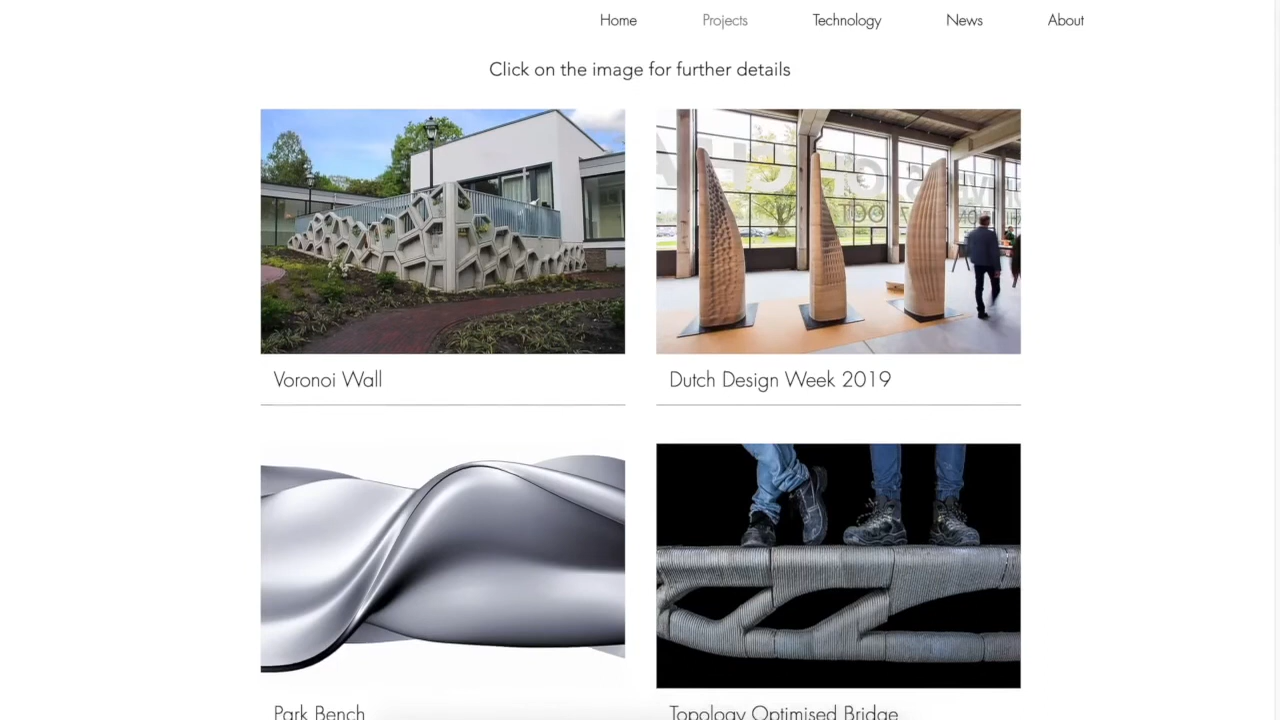 Home Projects Technology News About
Click on the image for further details
Voronoi Wall
Dutch Design Week 2019
Park Bench
Topology Optimised Bridge